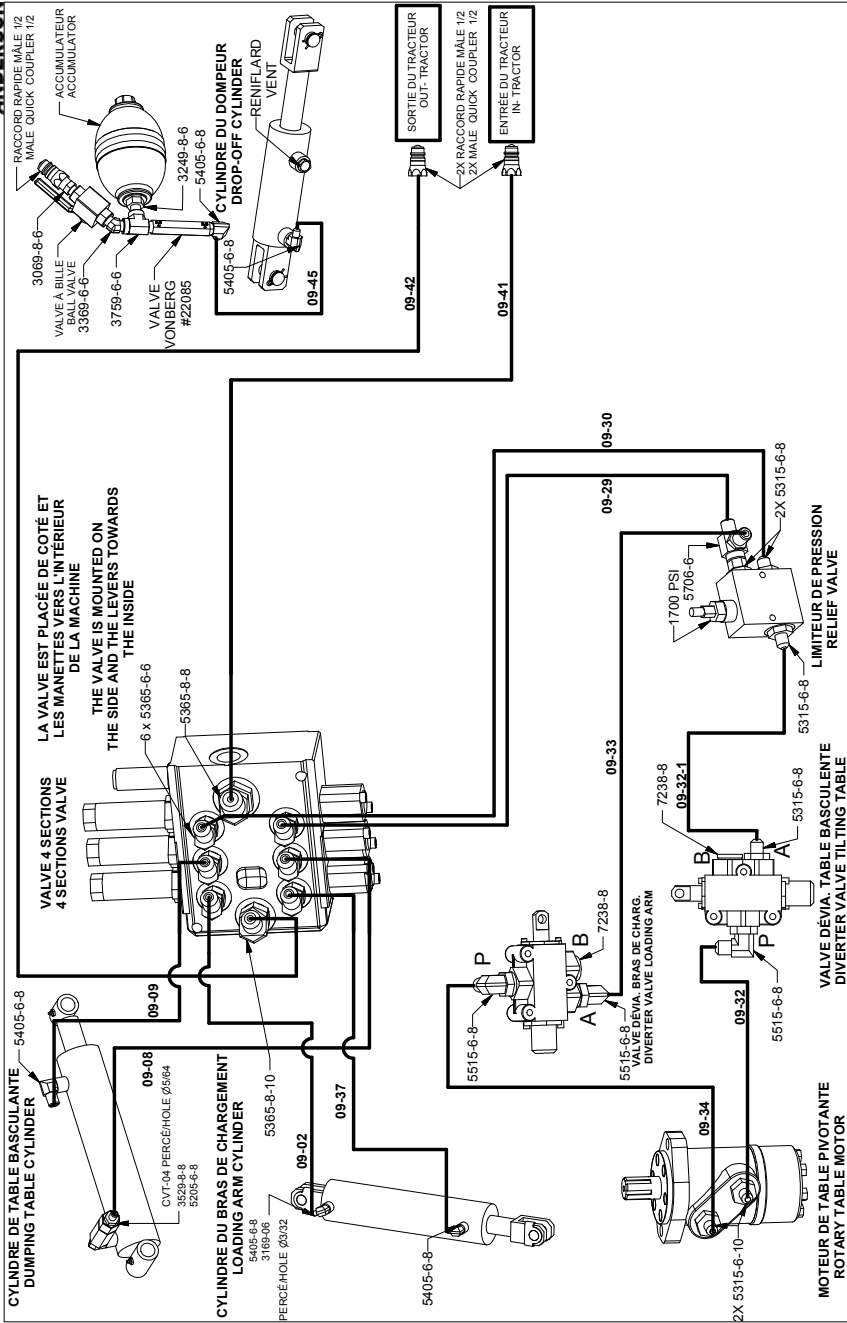 CYLNDRE DE TABLE BASCULANTE
DUMPING TABLE CYLINDER
5405-6-8
09-09
09-08
CVT-04 PERCÉ/HOLE Ø5/64
3529-8-8
5205-6-8
CYLINDRE DU BRAS DE CHARGEMENT
LOADING ARM CYLINDER
5405-6-8
3169-06
PERCÉ/HOLE Ø3/32
5365-8-10
09-02
09-37
5405-6-8
VALVE 4 SECTIONS
4 SECTIONS VALVE
LA VALVE EST PLACÉE DE COTÉ ET
LES MANETTES VERS L'INTÉRIEUR
DE LA MACHINE
THE VALVE IS MOUNTED ON
THE SIDE AND THE LEVERS TOWARDS
THE INSIDE
6 x 5365-6-6
5365-8-8
RACCORD RAPIDE MÂLE 1/2
MALE QUICK COUPLER 1/2
ACCUMULATEUR
ACCUMULATOR
3069-8-6
VALVE À BILLE
BALL VALVE
3369-6-6
3759-6-6
VALVE
VONBERG
#22085
3249-8-6
5405-6-8
CYLINDRE DU DOMPEUR
DROP-OFF CYLINDER
RENIFLARD
VENT
5405-6-8
09-45
09-42
09-41
SORTIE DU TRACTEUR
OUT- TRACTOR
2X RACCORD RAPIDE MÂLE 1/2
2X MALE QUICK COUPLER 1/2
ENTRÉE DU TRACTEUR
IN- TRACTOR
09-30
09-29
2X 5315-6-8
1700 PSI
5706-6
LIMITEUR DE PRESSION
RELIEF VALVE
5315-6-8
09-33
09-32-1
7238-8
B
A
5315-6-8
P
5515-6-8
VALVE DÉVIA. TABLE BASCULENTE
DIVERTER VALVE TILTING TABLE
P
5515-6-8
B
7238-8
A
5515-6-8
VALVE DÉVIA. BRAS DE CHARG.
DIVERTER VALVE LOADING ARM
09-34
09-32
2X 5315-6-10
MOTEUR DE TABLE PIVOTANTE
ROTARY TABLE MOTOR